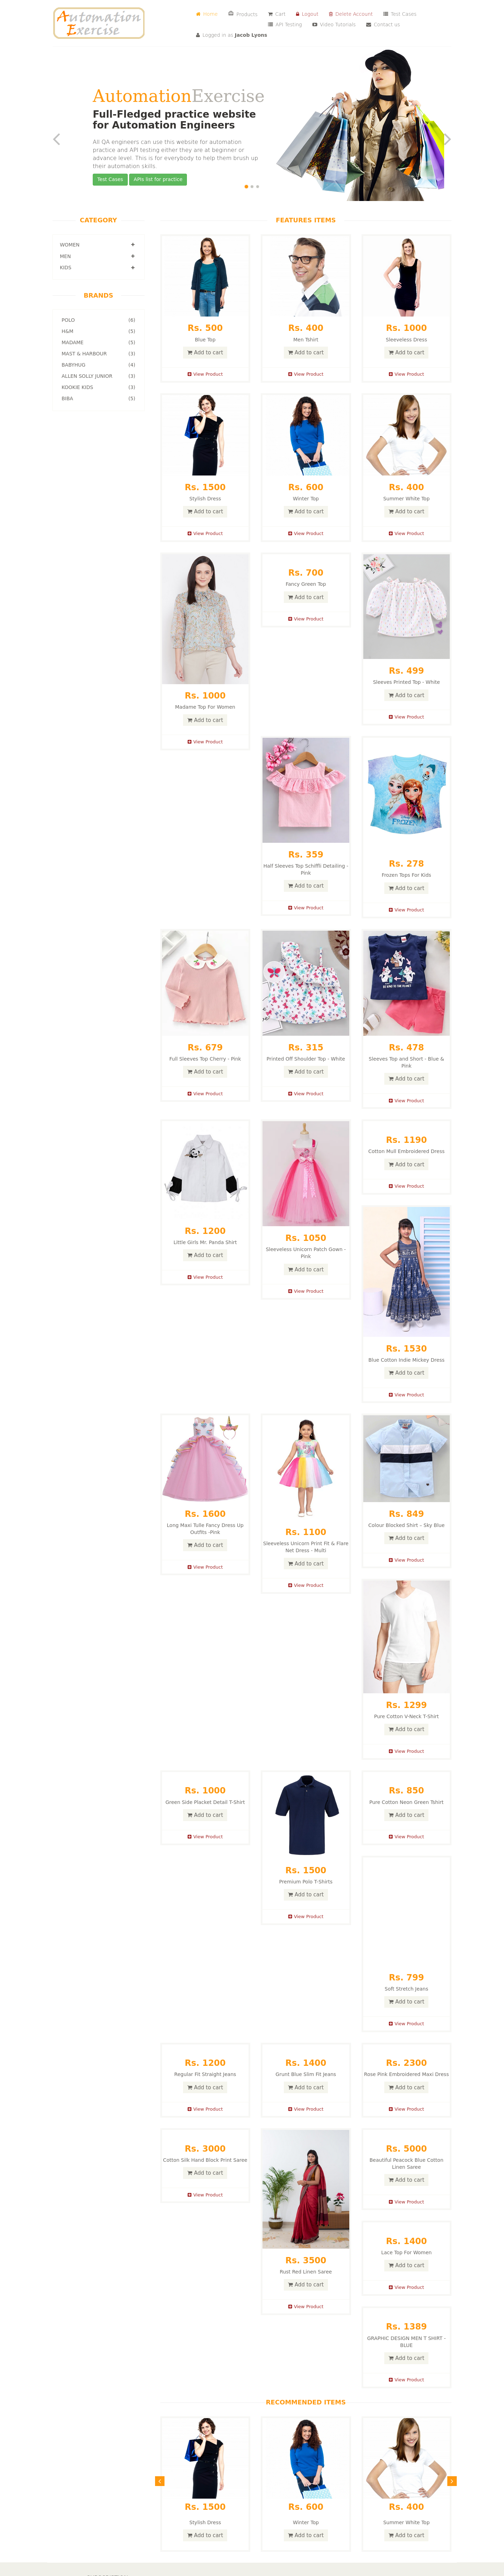 Automation
Exercise
Home
Products
Cart
Logout
Delete Account
Test Cases
API Testing
Video Tutorials
Contact us
Logged in as Jacob Lyons
AutomationExercise
Full-Fledged practice website
for Automation Engineers
All QA engineers can use this website for automation
practice and API testing either they are at beginner or
advance level. This is for everybody to help them brush up
their automation skills.
Test Cases
APIs list for practice
CATEGORY
WOMEN
MEN
KIDS
BRANDS
POLO (6)
H&M (5)
MADAME (5)
MAST & HARBOUR (3)
BABYHUG (4)
ALLEN SOLLY JUNIOR (3)
KOOKIE KIDS (3)
BIBA (5)
FEATURES ITEMS
Rs. 500
Blue Top
Add to cart
View Product
Rs. 400
Men Tshirt
Add to cart
View Product
Rs. 1000
Sleeveless Dress
Add to cart
View Product
Rs. 1500
Stylish Dress
Add to cart
View Product
Rs. 600
Winter Top
Add to cart
View Product
Rs. 400
Summer White Top
Add to cart
View Product
Rs. 1000
Madame Top For Women
Add to cart
View Product
Rs. 700
Fancy Green Top
Add to cart
View Product
Rs. 499
Sleeves Printed Top - White
Add to cart
View Product
Rs. 359
Half Sleeves Top Schiffli Detailing -
Pink
Add to cart
View Product
FROZEN
Rs. 278
Frozen Tops For Kids
Add to cart
View Product
Rs. 679
Full Sleeves Top Cherry - Pink
Add to cart
View Product
Rs. 315
Printed Off Shoulder Top - White
Add to cart
View Product
Rs. 478
Sleeves Top and Short - Blue &
Pink
Add to cart
View Product
Rs. 1200
Little Girls Mr. Panda Shirt
Add to cart
View Product
Rs. 1050
Sleeveless Unicorn Patch Gown -
Pink
Add to cart
View Product
Rs. 1190
Cotton Mull Embroidered Dress
Add to cart
View Product
Rs. 1530
Blue Cotton Indie Mickey Dress
Add to cart
View Product
Rs. 1600
Long Maxi Tulle Fancy Dress Up
Outfits -Pink
Add to cart
View Product
Rs. 1100
Sleeveless Unicorn Print Fit & Flare
Net Dress - Multi
Add to cart
View Product
Rs. 849
Colour Blocked Shirt – Sky Blue
Add to cart
View Product
Rs. 1299
Pure Cotton V-Neck T-Shirt
Add to cart
View Product
Rs. 1000
Green Side Placket Detail T-Shirt
Add to cart
View Product
Rs. 1500
Premium Polo T-Shirts
Add to cart
View Product
Rs. 850
Pure Cotton Neon Green Tshirt
Add to cart
View Product
Rs. 799
Soft Stretch Jeans
Add to cart
View Product
Rs. 1200
Regular Fit Straight Jeans
Add to cart
View Product
Rs. 1400
Grunt Blue Slim Fit Jeans
Add to cart
View Product
Rs. 2300
Rose Pink Embroidered Maxi Dress
Add to cart
View Product
Rs. 3000
Cotton Silk Hand Block Print Saree
Add to cart
View Product
Rs. 3500
Rust Red Linen Saree
Add to cart
View Product
Rs. 5000
Beautiful Peacock Blue Cotton
Linen Saree
Add to cart
View Product
Rs. 1400
Lace Top For Women
Add to cart
View Product
Rs. 1389
GRAPHIC DESIGN MEN T SHIRT -
BLUE
Add to cart
View Product
RECOMMENDED ITEMS
Rs. 1500
Stylish Dress
Add to cart
Rs. 600
Winter Top
Add to cart
Rs. 400
Summer White Top
Add to cart